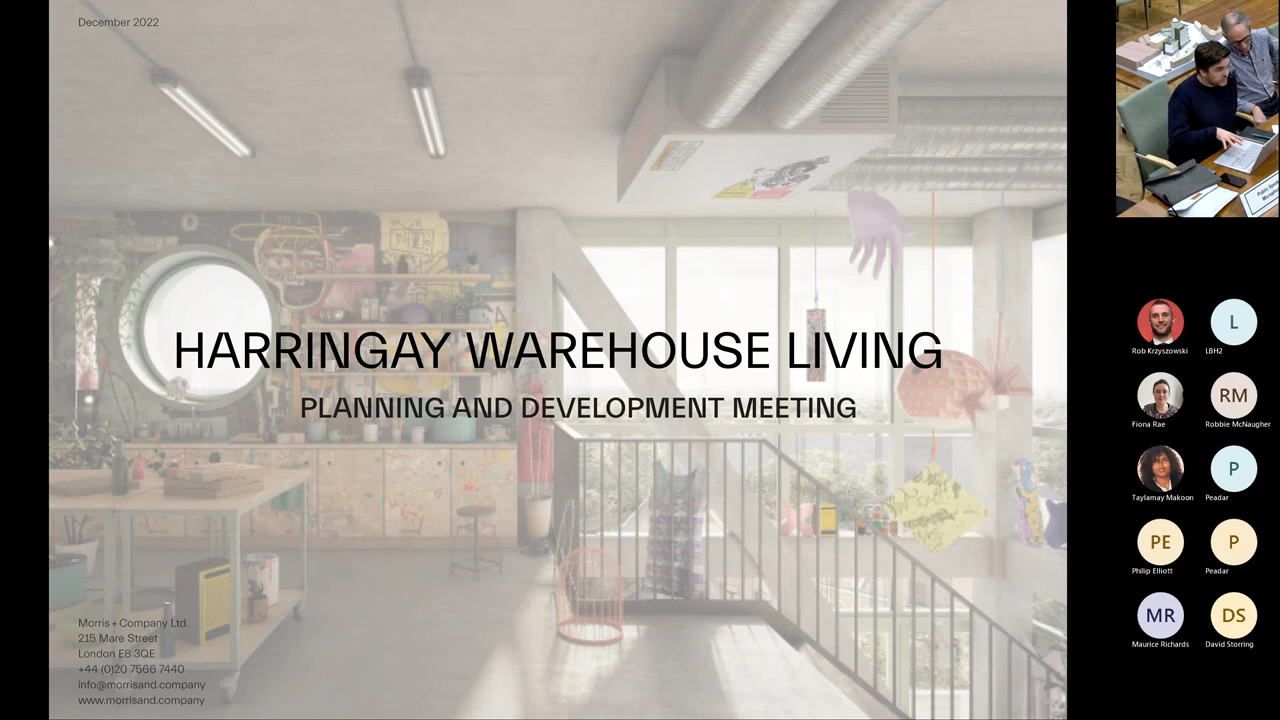 December 2022
HARRINGAY WAREHOUSE LIVING
PLANNING AND DEVELOPMENT MEETING
Morris+Company Ltd.
215 Mare Street
London E8 3QE
+44 (0)20 7566 7440
info@morrisand.company
www.morrisand.company
Rob Krzyszowski
L
LBH2
Fiona Rae
RM
Robbie McNaugher
Taylamay Makoon
P
Peadar
PE
Philip Elliott
P
Peadar
MR
Maurice Richards
DS
David Storring